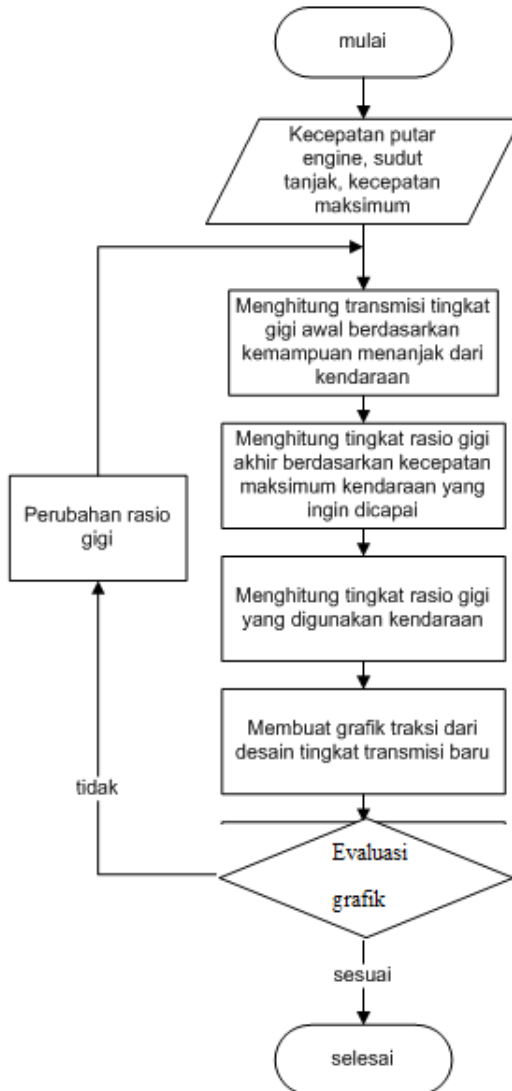 mulai
Kecepatan putar
engine, sudut
tanjak, kecepatan
maksimum
Menghitung transmisi tingkat
gigi awal berdasarkan
kemampuan menanjak dari
kendaraan
Menghitung tingkat rasio gigi
akhir berdasarkan kecepatan
maksimum kendaraan yang
ingin dicapai
Perubahan rasio
gigi
Menghitung tingkat rasio gigi
yang digunakan kendaraan
Membuat grafik traksi dari
desain tingkat transmisi baru
tidak
Evaluasi
grafik
sesuai
selesai